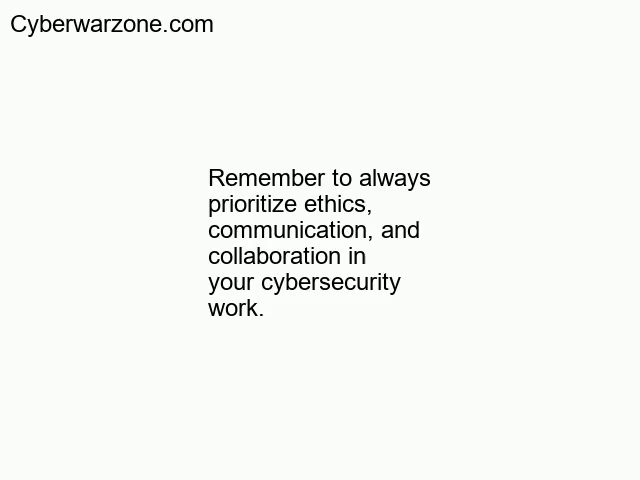 Cyberwarzone.com
Remember to always
prioritize ethics,
communication, and
collaboration in
your cybersecurity
work.